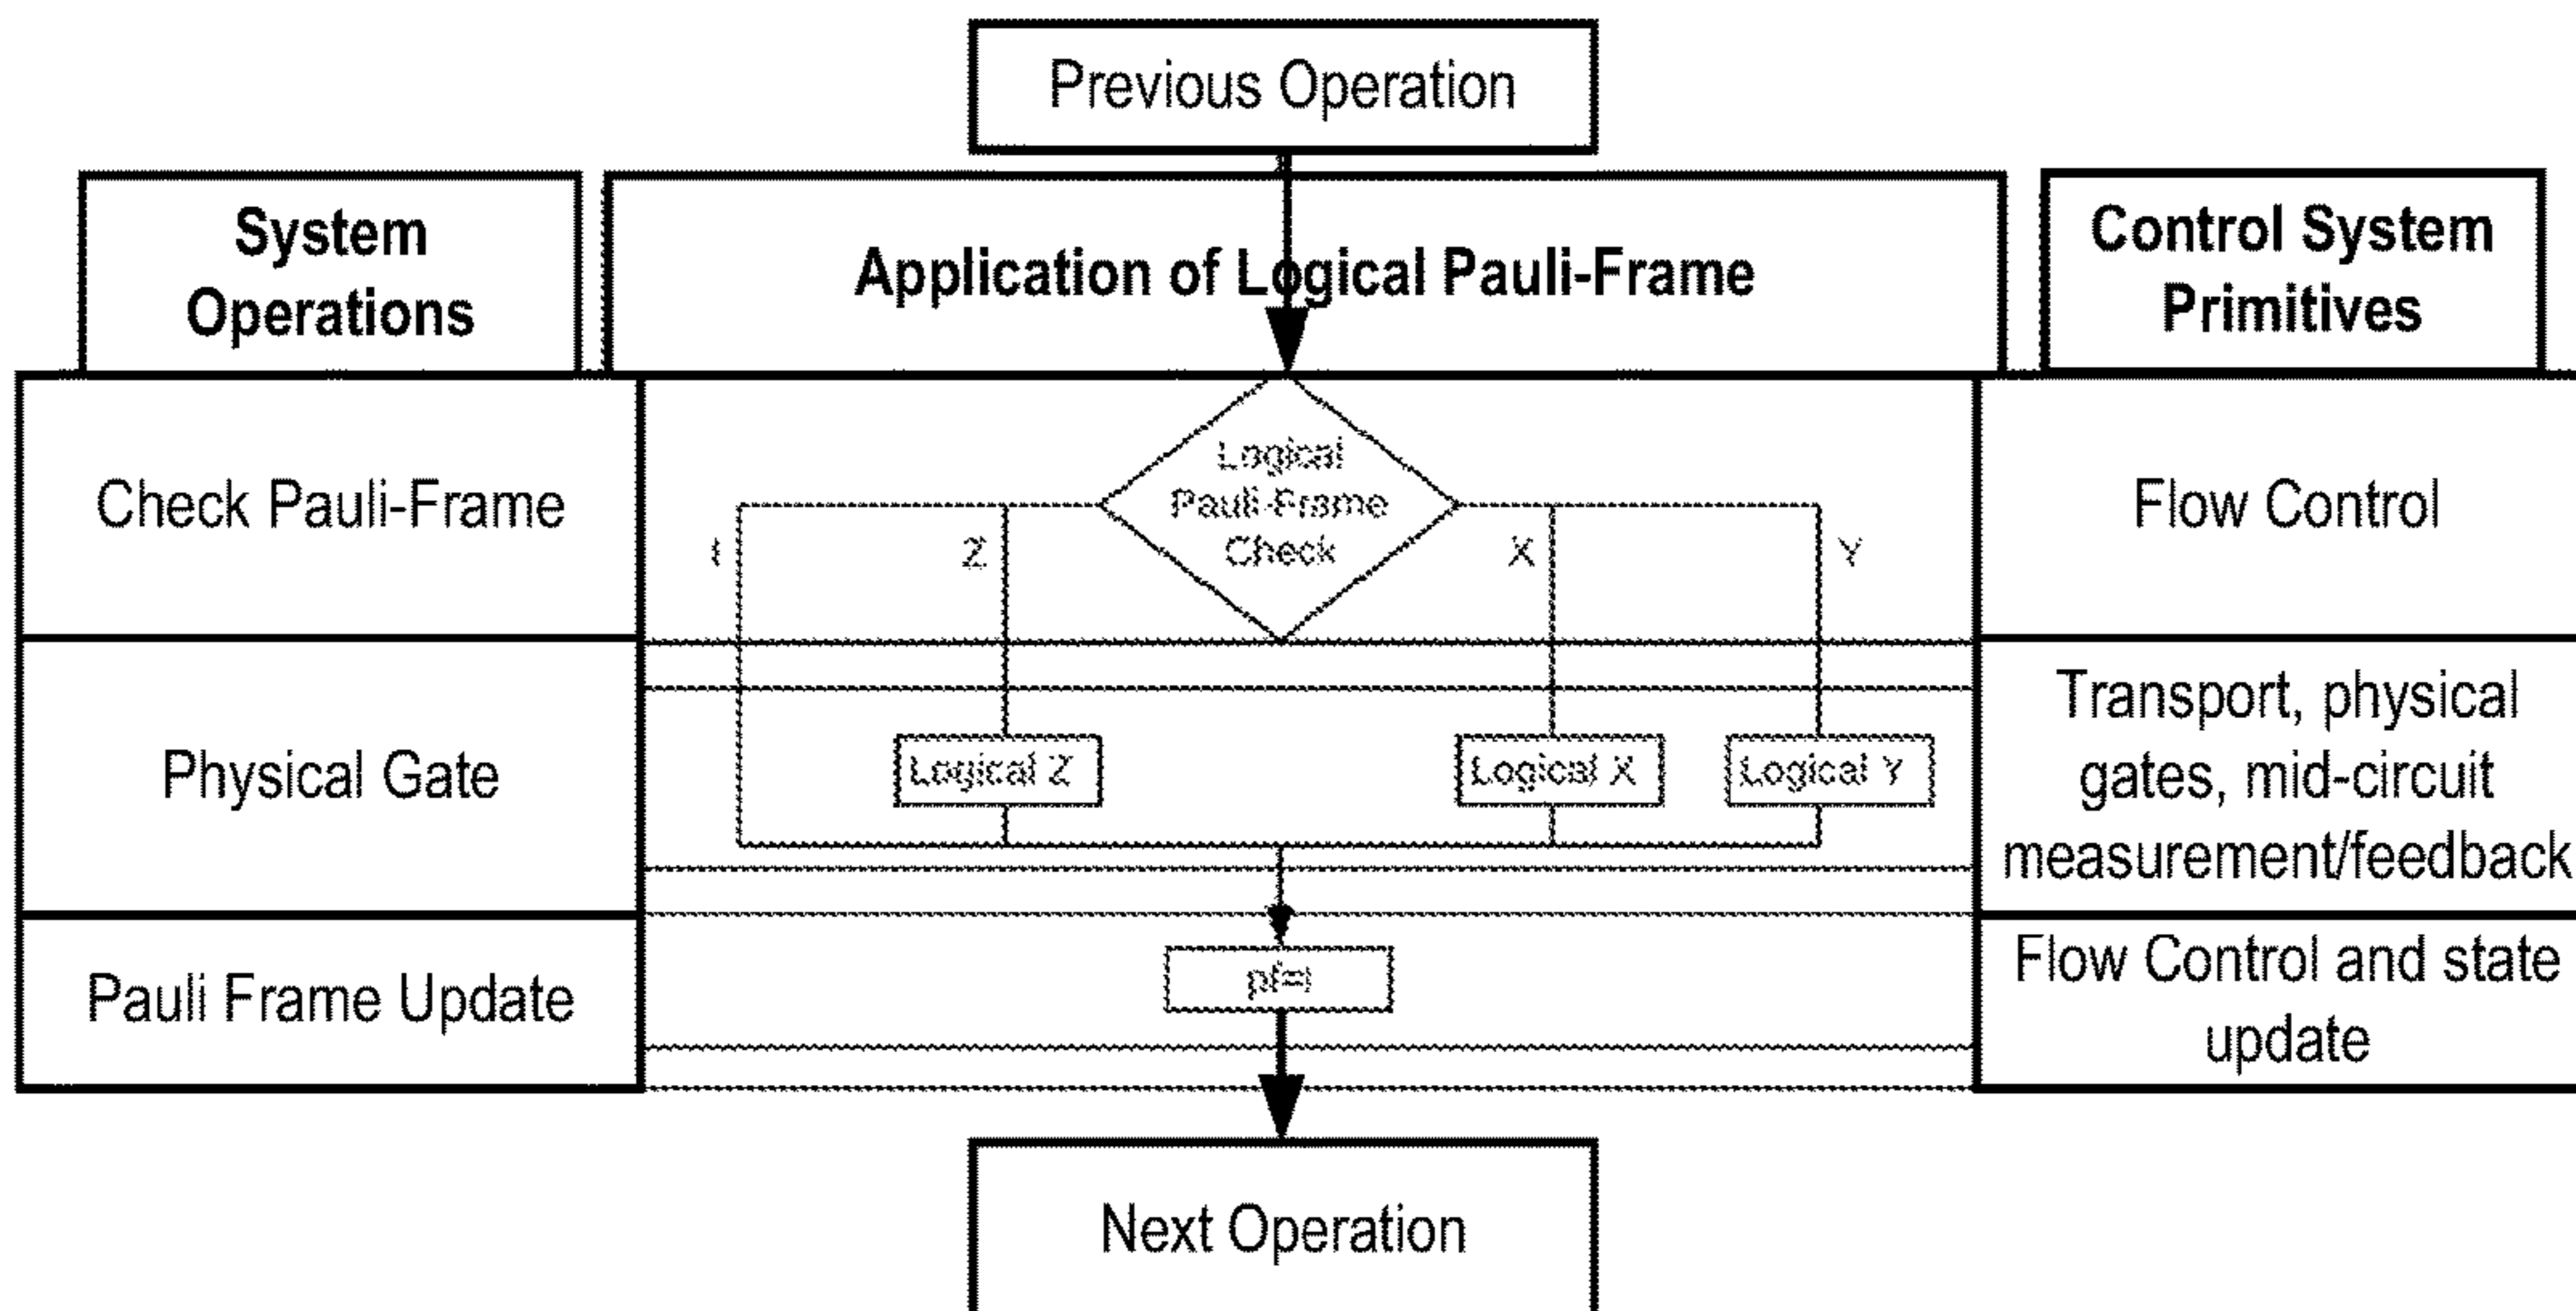 Previous Operation
System
Operations
Application of Logical Pauli-Frame
Control System
Primitives
Check Pauli-Frame
Logical
Pauli-Frame
Check
I
Z
X
Y
Flow Control
Physical Gate
Logical Z
Logical X
Logical Y
Transport, physical
gates, mid-circuit
measurement/feedback
Pauli Frame Update
pf=I
Flow Control and state
update
Next Operation